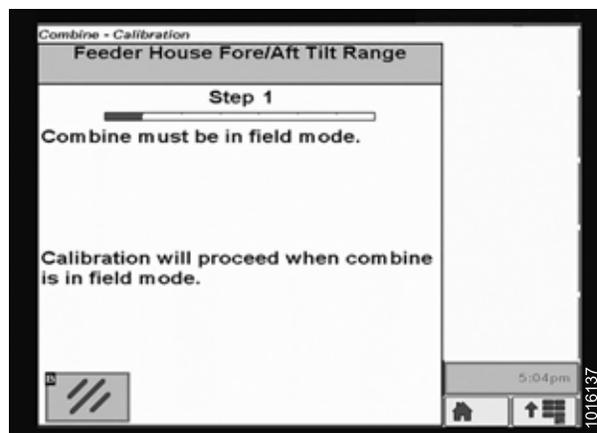 Combine - Calibration
Feeder House Fore/Aft Tilt Range
Step 1
Combine must be in field mode.
Calibration will proceed when combine
is in field mode.
5:04pm
1016137